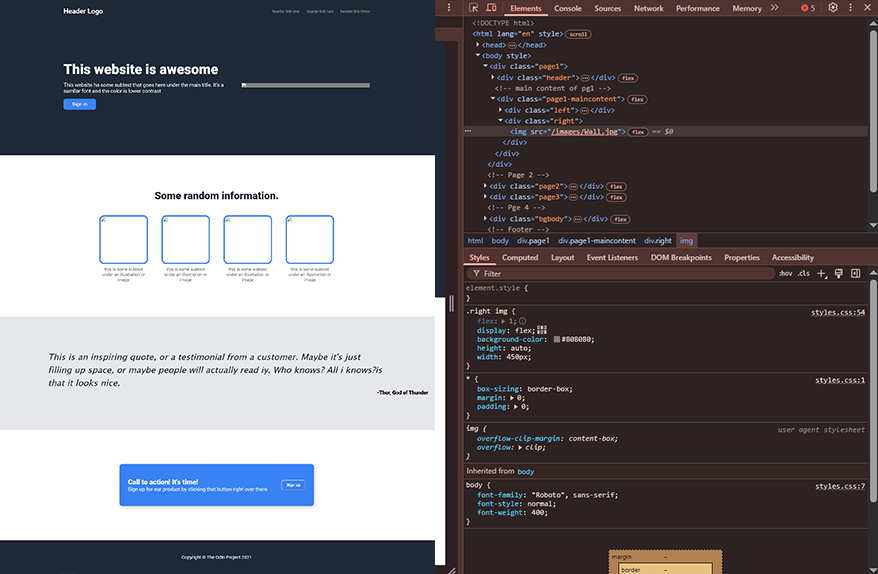 Header Logo
header link one header link two header link three
This website is awesome
This website has some subtext that goes here under the main title. It's a
samller font and the color is lower contrast
Sign in
Some random information.
this is some subtext
under an illustration or
image
this is some subtext
under an illustration or
image
this is some subtext
under an illustration or
image
this is some subtext
under an illustration or
image
This is an inspiring quote, or a testimonial from a customer. Maybe it's just
filling up space, or maybe people will actually read iy. Who knows? All i knows?is
that it looks nice.
-Thor, God of Thunder
Call to action! It's time!
Sign up for our product by clicking that button right over there
Sign up
Copyright © The Odin Project 2021
Elements Console Sources Network Performance Memory 5
<!DOCTYPE html>
<html lang="en" style> scroll
<head> </head>
<body style>
<div class="page1">
<div class="header"> </div> flex
<!-- main content of pg1 -->
<div class="page1-maincontent"> flex
<div class="left"> </div>
<div class="right">
<img src="/images/Wall.jpg"> flex == $0
</div>
</div>
</div>
<!-- Page 2 -->
<div class="page2"> </div> flex
<div class="page3"> </div> flex
<!-- Pge 4 -->
<div class="bgbody"> </div> flex
<!-- Footer -->
html body div.page1 div.page1-maincontent div.right img
Styles Computed Layout Event Listeners DOM Breakpoints Properties Accessibility
Filter :hov .cls
element.style {
}
.right img { styles.css:54
flex: 1;
display: flex;
background-color: #808080;
height: auto;
width: 450px;
}
* { styles.css:1
box-sizing: border-box;
margin: 0;
padding: 0;
}
img { user agent stylesheet
overflow-clip-margin: content-box;
overflow: clip;
}
Inherited from body
body { styles.css:7
font-family: "Roboto", sans-serif;
font-style: normal;
font-weight: 400;
}
margin -
border -